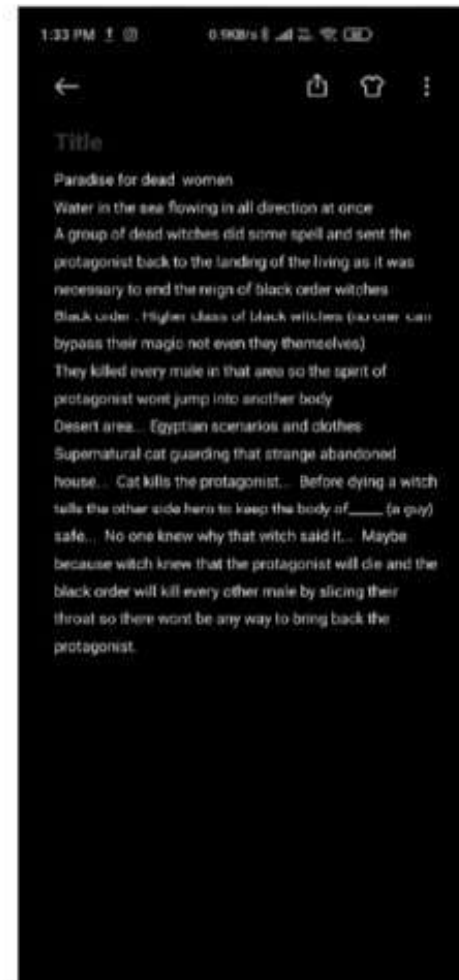 1:33 PM
0.9KB/s
Title
Paradise for dead women
Water in the sea flowing in all direction at once
A group of dead witches did some spell and sent the
protagonist back to the landing of the living as it was
necessary to end the reign of black order witches
Black order . Higher class of black witches (no one can
bypass their magic not even they themselves)
They killed every male in that area so the spirit of
protagonist wont jump into another body
Desert area... Egyptian scenarios and clothes
Supernatural cat guarding that strange abandoned
house... Cat kills the protagonist... Before dying a witch
tells the other side hero to keep the body of____ (a guy)
safe... No one knew why that witch said it... Maybe
because witch knew that the protagonist will die and the
black order will kill every other male by slicing their
throat so there wont be any way to bring back the
protagonist.